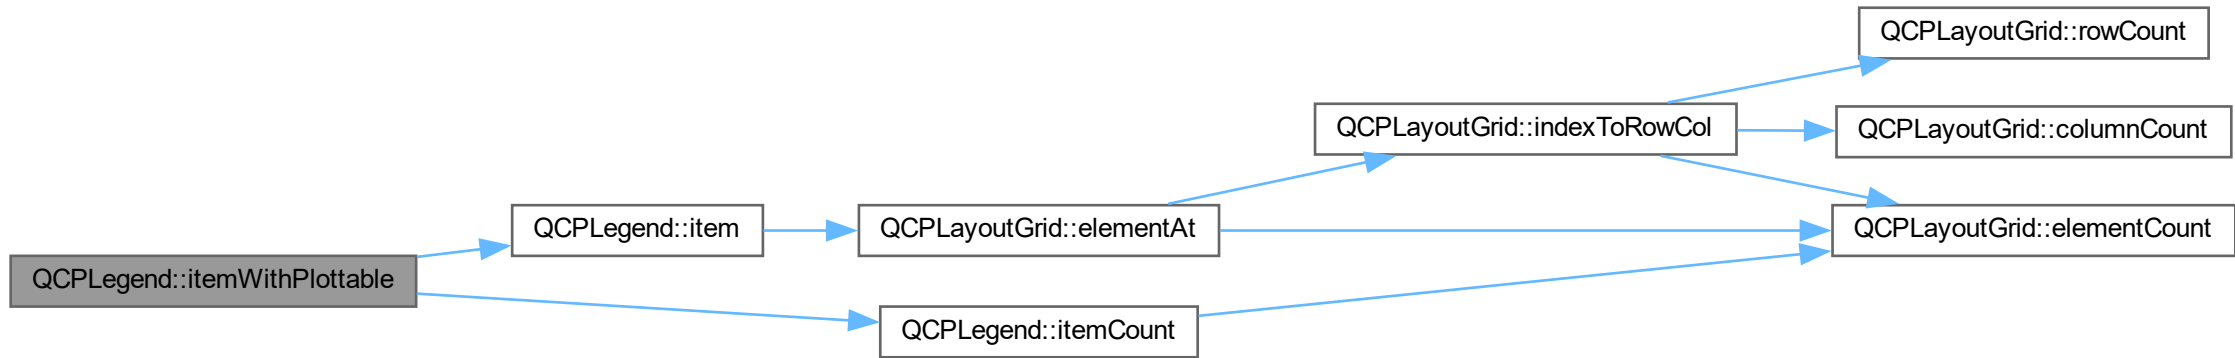 QCPLayoutGrid::rowCount
QCPLayoutGrid::indexToRowCol
QCPLayoutGrid::columnCount
QCPLegend::item
QCPLayoutGrid::elementAt
QCPLayoutGrid::elementCount
QCPLegend::itemWithPlottable
QCPLegend::itemCount